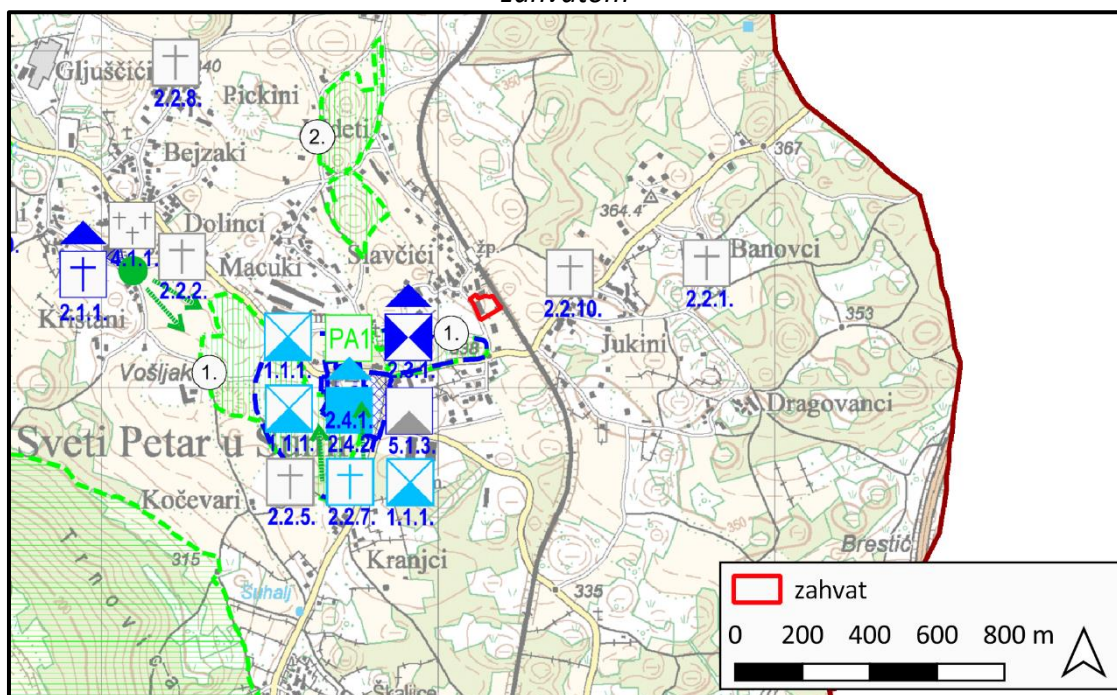 zahvatom
Gljuščići
340
2.2.8.
Pickini
2.
Bejzaki
Dolinci
Slavčići
žp
367
364.4
Banovci
4.1.1.
2.2.2.
Macuki
2.1.1.
Krištani
2.2.10.
2.2.1.
353
PA1
1.
1.
398
1.1.1.
2.3.1.
Jukini
Dragovanci
1.1.1.
2.4.1.
2.4.2.
5.1.3.
Sveti Petar u
Kočevari
2.2.5.
2.2.7.
1.1.1.
315
Kranjci
350
Brestić
335
Suhalj
Trnovica
Škaljice
zahvat
0 200 400 600 800 m